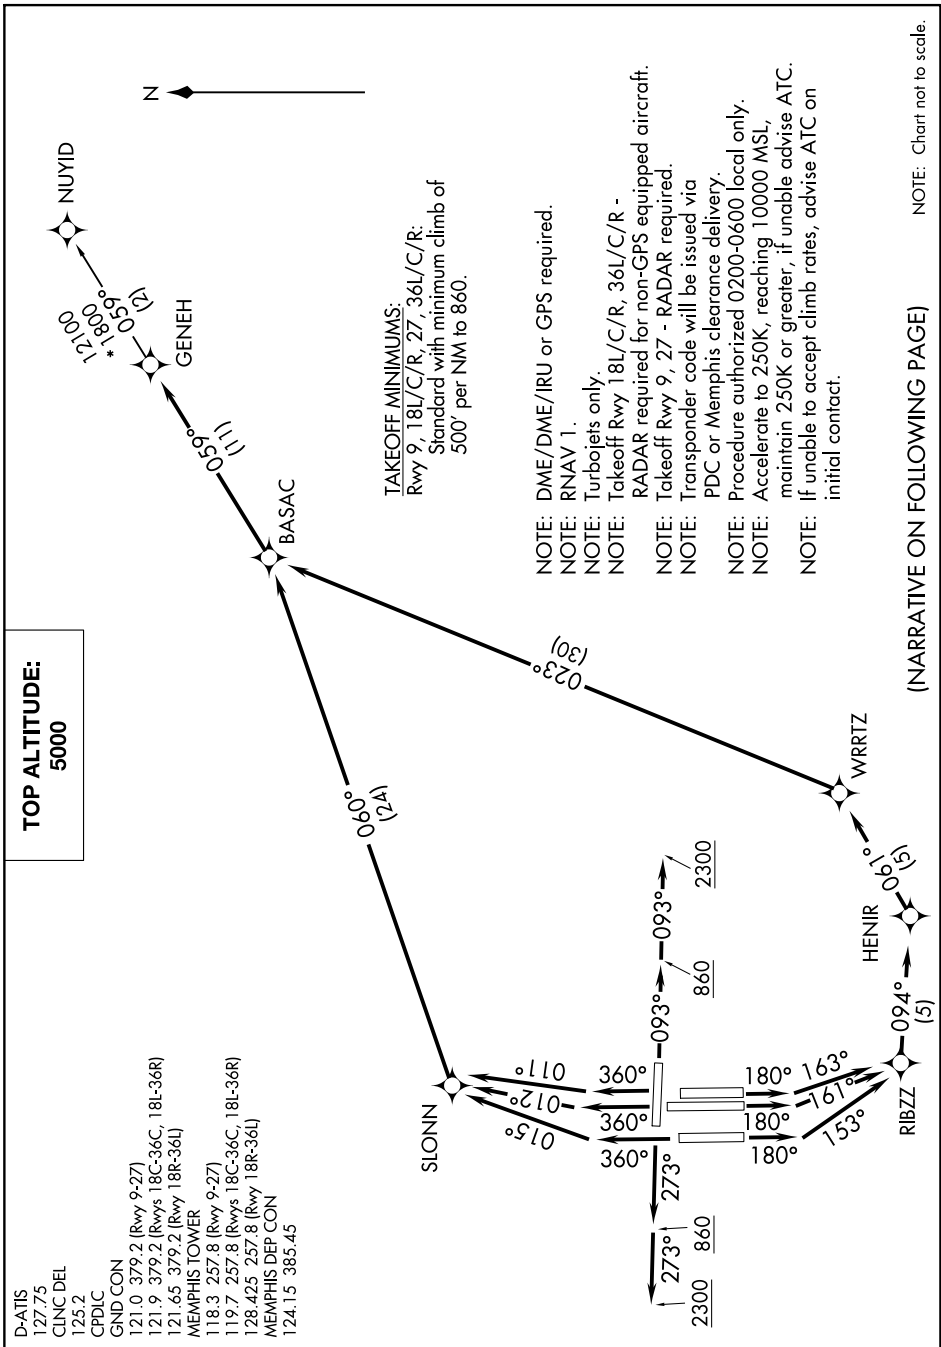 D-ATIS
127.75
CLNC DEL
125.2
CPDLC
GND CON
121.0 379.2 (Rwy 9-27)
121.9 379.2 (Rwys 18C-36C, 18L-36R)
121.65 379.2 (Rwy 18R-36L)
MEMPHIS TOWER
118.3 257.8 (Rwy 9-27)
119.7 257.8 (Rwys 18C-36C, 18L-36R)
128.425 257.8 (Rwy 18R-36L)
MEMPHIS DEP CON
124.15 385.45
TOP ALTITUDE:
5000
N
NUYID
12100
*1800
059°
(2)
GENEH
059°
(11)
BASAC
060°
(24)
023°
(30)
SLONN
015°
012°
011°
360°
360°
360°
093°
093°
860
2300
273°
273°
860
2300
180°
180°
180°
153°
161°
163°
RIBZZ
094°
(5)
HENIR
061°
(5)
WRRTZ
TAKEOFF MINIMUMS:
Rwy 9, 18L/C/R, 27, 36L/C/R:
Standard with minimum climb of
500' per NM to 860.
NOTE: DME/DME/IRU or GPS required.
NOTE: RNAV 1.
NOTE: Turbojets only.
NOTE: Takeoff Rwy 18L/C/R, 36L/C/R -
RADAR required for non-GPS equipped aircraft.
NOTE: Takeoff Rwy 9, 27 - RADAR required.
NOTE: Transponder code will be issued via
PDC or Memphis clearance delivery.
NOTE: Procedure authorized 0200-0600 local only.
NOTE: Accelerate to 250K, reaching 10000 MSL,
maintain 250K or greater, if unable advise ATC.
NOTE: If unable to accept climb rates, advise ATC on
initial contact.
(NARRATIVE ON FOLLOWING PAGE)
NOTE: Chart not to scale.